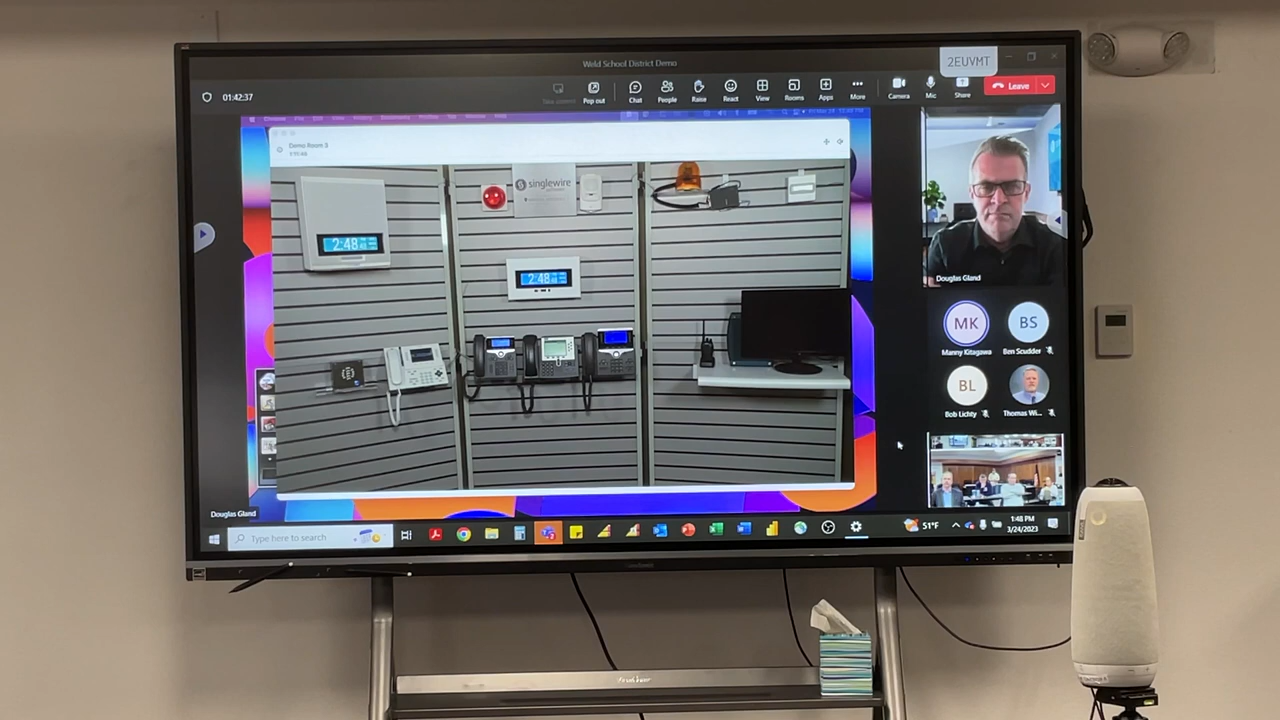 Weld School District Demo
2EUVMT
01:42:37
Pop out
Chat
People
Raise
React
View
Rooms
Apps
More
Camera
Mic
Share
Leave
Demo Room 3
singlewire
2:48
2:48
Douglas Gland
MK
BS
Manny Kitagawa
Ben Scudder
BL
Bob Lichty
Thomas Wi...
Douglas Gland
Type here to search
51°F
1:48 PM
3/24/2023